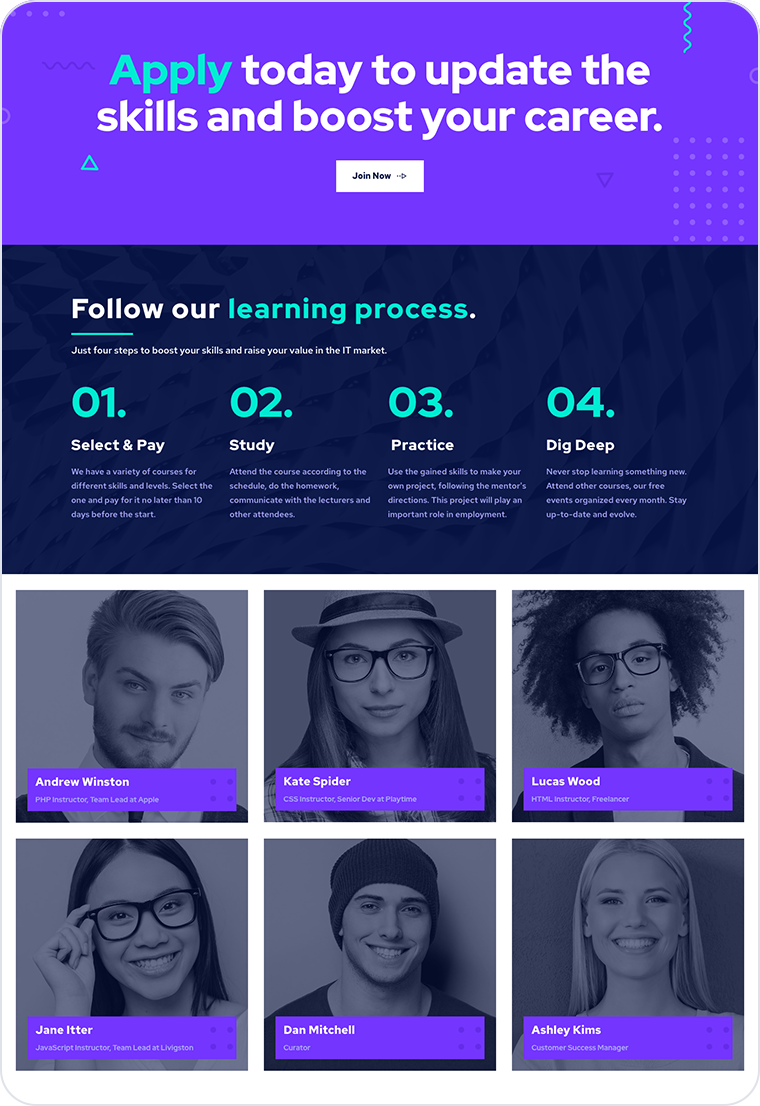 Apply today to update the
skills and boost your career.
Join Now
Follow our learning process.
Just four steps to boost your skills and raise your value in the IT market.
01.
Select & Pay
We have a variety of courses for
different skills and levels. Select the
one and pay for it no later than 10
days before the start.
02.
Study
Attend the course according to the
schedule, do the homework,
communicate with the lecturers and
other attendees.
03.
Practice
Use the gained skills to make your
own project, following the mentor's
directions. This project will play an
important role in employment.
04.
Dig Deep
Never stop learning something new.
Attend other courses, our free
events organized every month. Stay
up-to-date and evolve.
Andrew Winston
PHP Instructor, Team Lead at Apple
Kate Spider
CSS Instructor, Senior Dev at Playtime
Lucas Wood
HTML Instructor, Freelancer
Jane Itter
JavaScript Instructor, Team Lead at Livigston
Dan Mitchell
Curator
Ashley Kims
Customer Success Manager